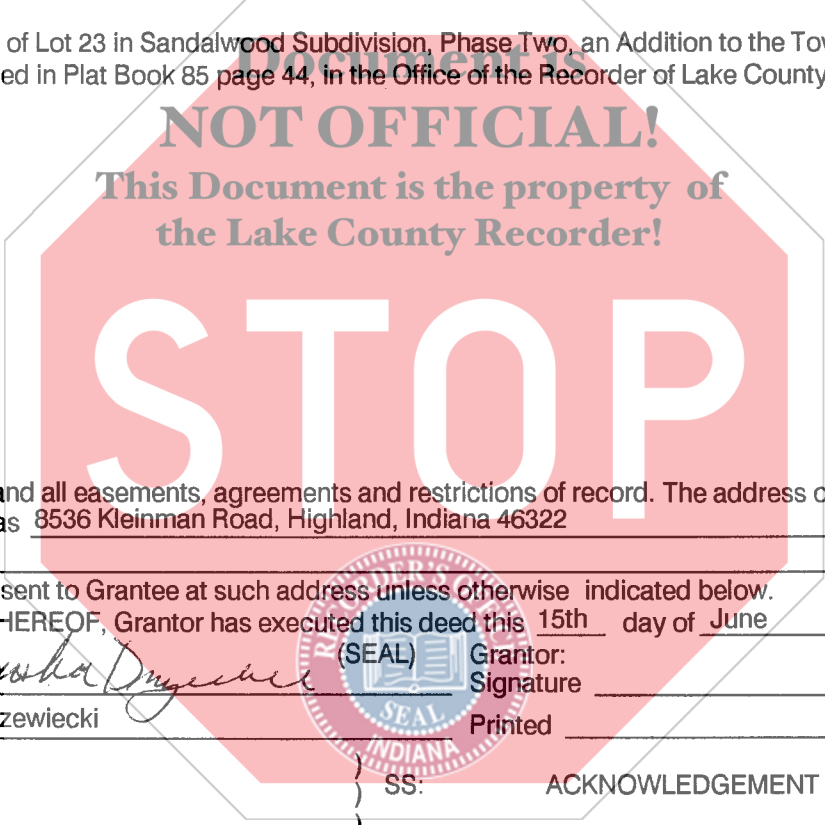 of Lot 23 in Sandalwood Subdivision, Phase Two, an Addition to the Tow
Document is
ed in Plat Book 85 page 44, in the Office of the Recorder of Lake County
NOT OFFICIAL!
This Document is the property of
the Lake County Recorder!
STOP
and all easements, agreements and restrictions of record. The address o
as 8536 Kleinman Road, Highland, Indiana 46322
sent to Grantee at such address unless otherwise indicated below.
HEREOF, Grantor has executed this deed this 15th day of June
(SEAL) Grantor:
Signature
zewiecki Printed
RECORDER'S OFFICE
SEAL
INDIANA
) SS: ACKNOWLEDGEMENT
)